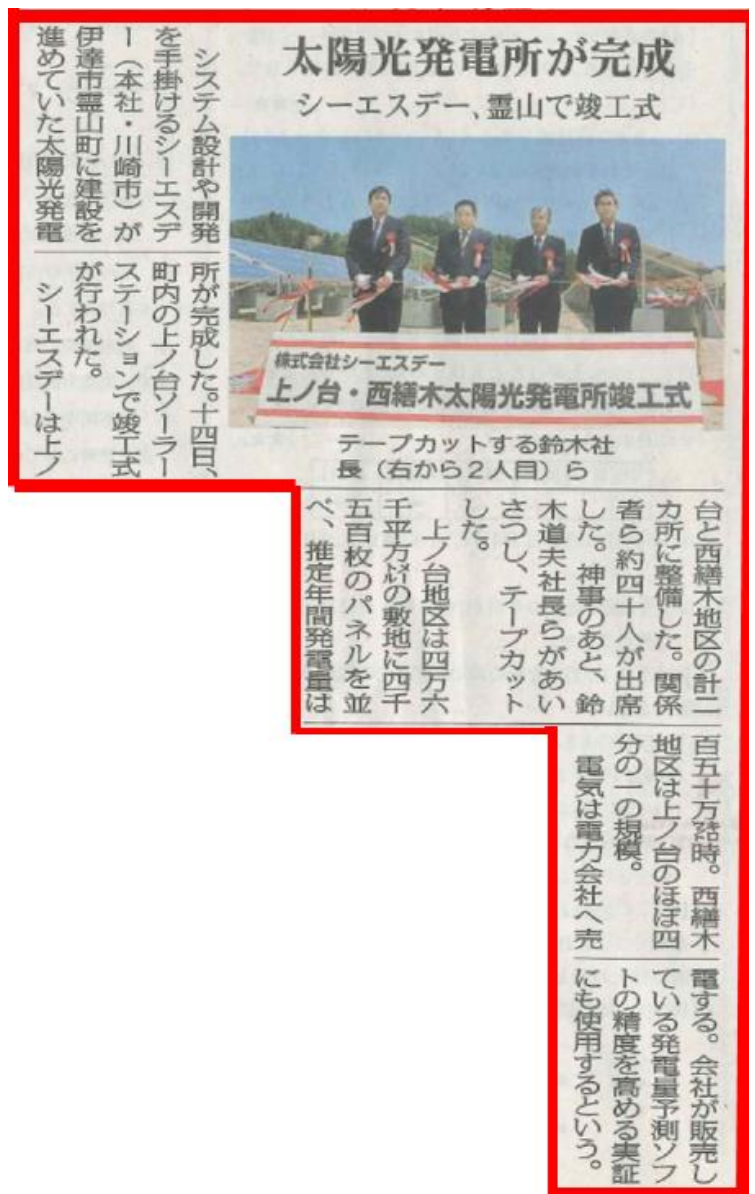 太陽光発電所が完成
シーエスデー、霊山で竣工式
システム設計や開発
を手掛けるシーエスデ
ー(本社・川崎市)が
伊達市霊山町に建設を
進めていた太陽光発電
所が完成した。十四日、
町内の上ノ台ソーラー
ステーションで竣工式
が行われた。
シーエスデーは上ノ
株式会社シーエスデー
上ノ台・西繕木太陽光発電所竣工式
テープカットする鈴木社
長(右から2人目)ら
台と西繕木地区の計二
カ所に整備した。関係
者ら約四十人が出席
した。神事のあと、鈴
木道夫社長らがあい
さつし、テープカット
した。
上ノ台地区は四万六
千平方㍍の敷地に四千
五百枚のパネルを並
べ、推定年間発電量は
百五十万㌔㍗時。西繕木
地区は上ノ台のほぼ四
分の一の規模。
電気は電力会社へ売
電する。会社が販売し
ている発電量予測ソフ
トの精度を高める実証
にも使用するという。